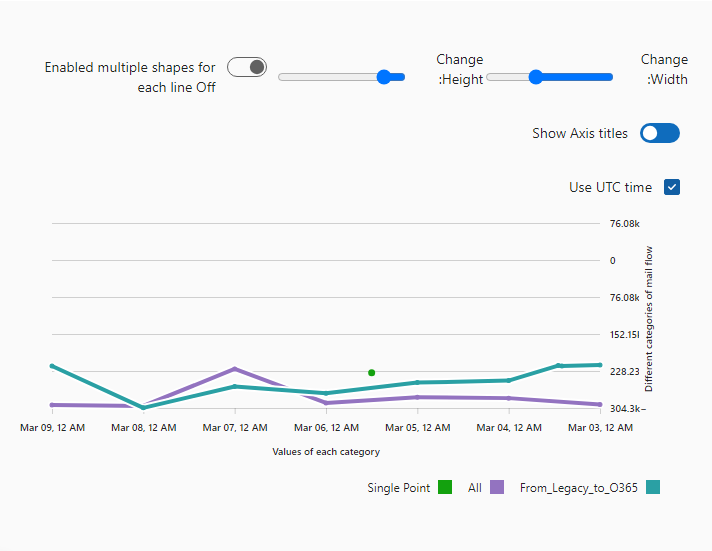 Enabled multiple shapes for
each line Off
Change
:Height
Change
:Width
Show Axis titles
Use UTC time
76.08k
0
76.08k
152.15l
228.23
304.3k–
Different categories of mail flow
Mar 09, 12 AM
Mar 08, 12 AM
Mar 07, 12 AM
Mar 06, 12 AM
Mar 05, 12 AM
Mar 04, 12 AM
Mar 03, 12 AM
Values of each category
Single Point
All
From_Legacy_to_O365